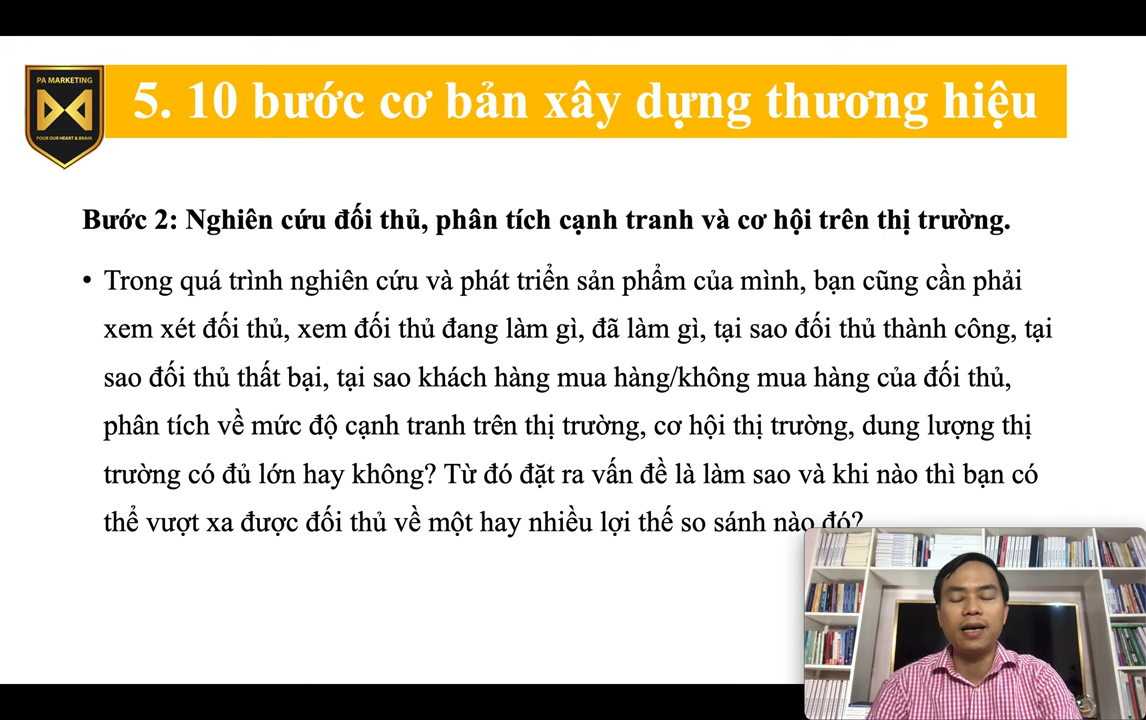 PA MARKETING
POUR OUR HEART & BRAIN
5. 10 bước cơ bản xây dựng thương hiệu
Bước 2: Nghiên cứu đối thủ, phân tích cạnh tranh và cơ hội trên thị trường.
• Trong quá trình nghiên cứu và phát triển sản phẩm của mình, bạn cũng cần phải
xem xét đối thủ, xem đối thủ đang làm gì, đã làm gì, tại sao đối thủ thành công, tại
sao đối thủ thất bại, tại sao khách hàng mua hàng/không mua hàng của đối thủ,
phân tích về mức độ cạnh tranh trên thị trường, cơ hội thị trường, dung lượng thị
trường có đủ lớn hay không? Từ đó đặt ra vấn đề là làm sao và khi nào thì bạn có
thể vượt xa được đối thủ về một hay nhiều lợi thế so sánh nào đó?